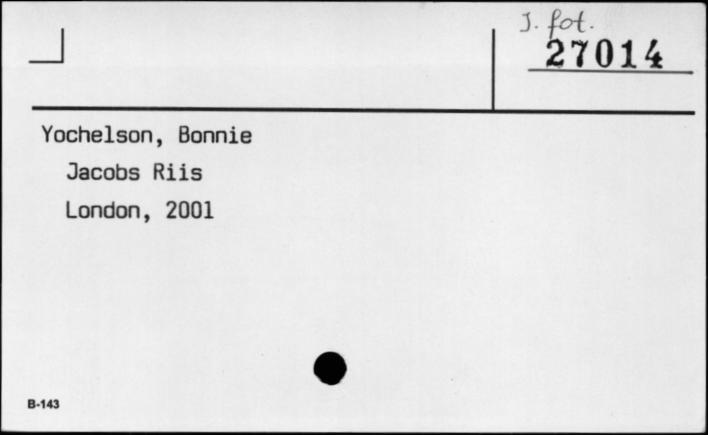 J. fot.
27014
Yochelson, Bonnie
Jacobs Riis
London, 2001
B-143